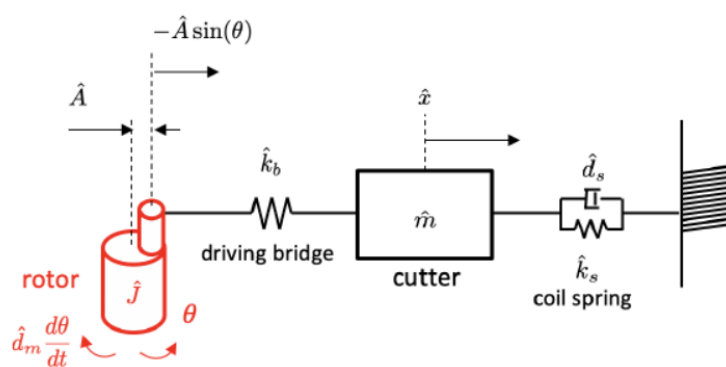 −Â sin(θ)
Â
x̂
k̂_b
d̂_s
m̂
driving bridge
cutter
k̂_s
coil spring
rotor
Ĵ
θ
d̂_m dθ/dt